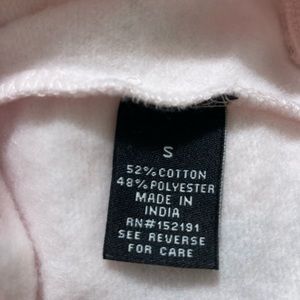 S
52% COTTON
48% POLYESTER
MADE IN
INDIA
RN#152191
SEE REVERSE
FOR CARE